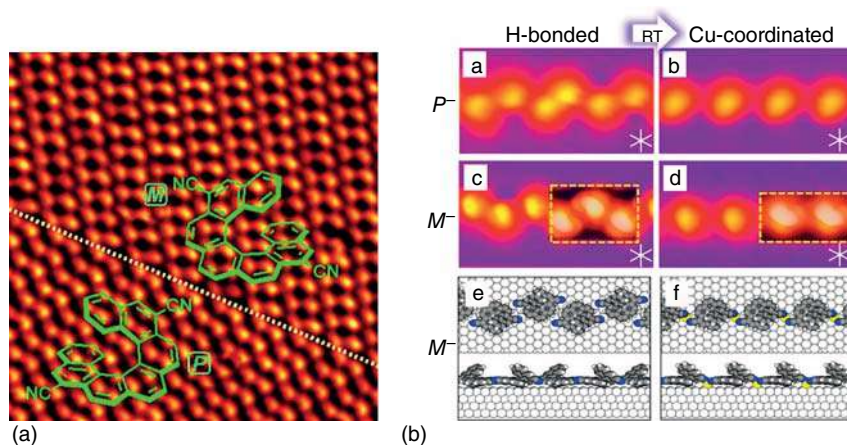 NC
M
CN
CN
P
NC
(a)
H-bonded RT Cu-coordinated
P–
a
b
M–
c
d
M–
e
f
(b)